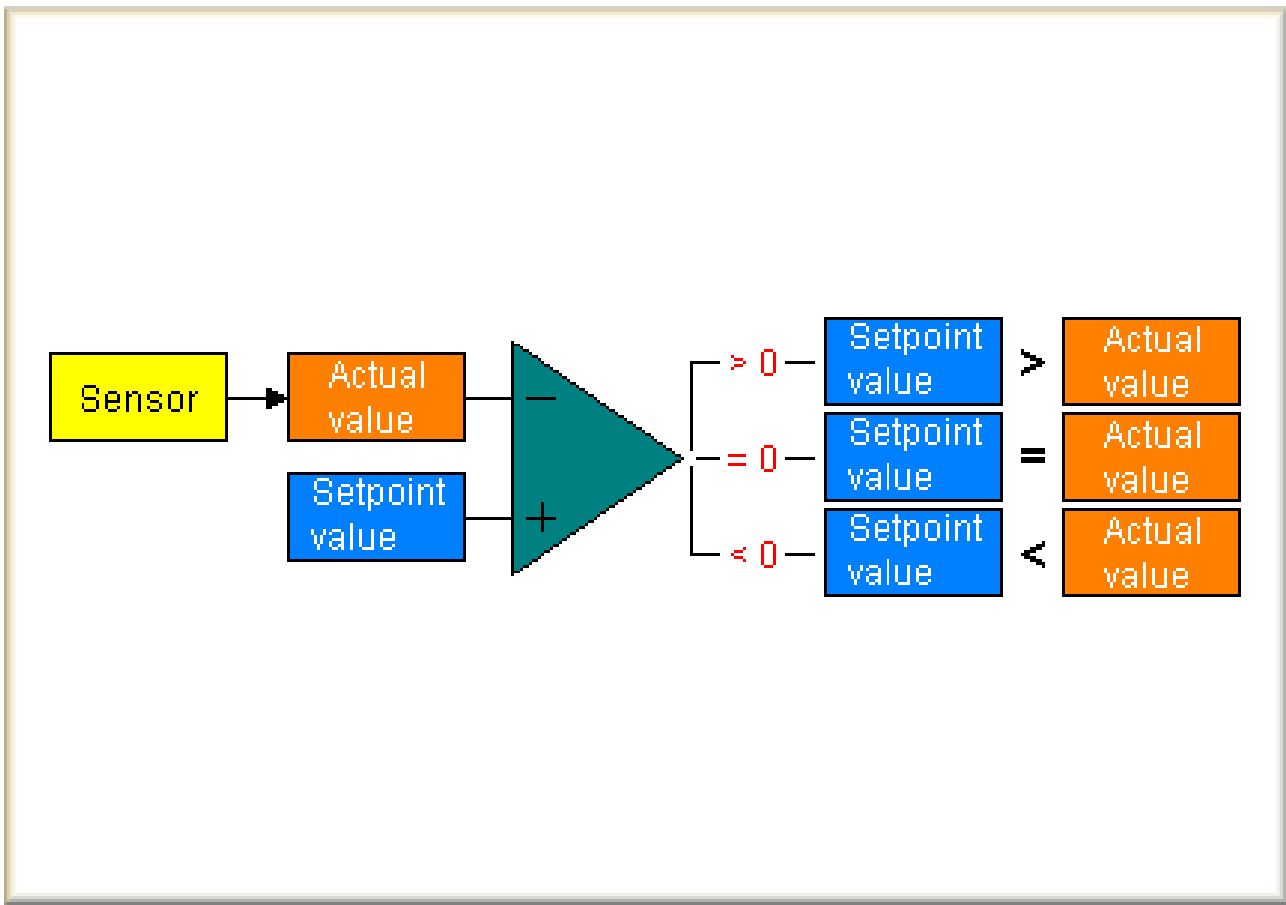 Sensor
Actual
value
Setpoint
value
−
+
> 0
Setpoint
value
>
Actual
value
= 0
Setpoint
value
=
Actual
value
< 0
Setpoint
value
<
Actual
value